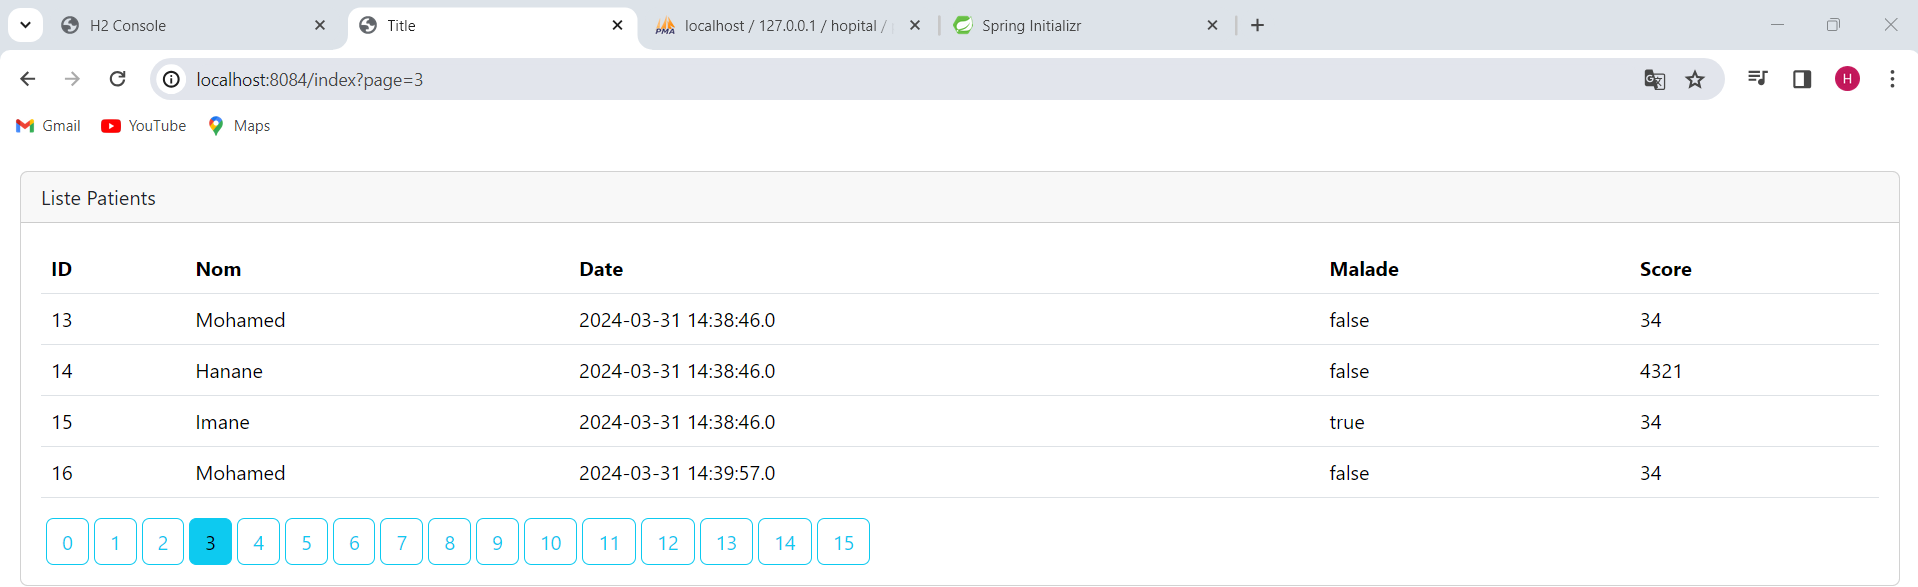 H2 Console Title localhost / 127.0.0.1 / hopital / Spring Initializr
localhost:8084/index?page=3 H
Gmail YouTube Maps
Liste Patients
ID Nom Date Malade Score
13 Mohamed 2024-03-31 14:38:46.0 false 34
14 Hanane 2024-03-31 14:38:46.0 false 4321
15 Imane 2024-03-31 14:38:46.0 true 34
16 Mohamed 2024-03-31 14:39:57.0 false 34
0 1 2 3 4 5 6 7 8 9 10 11 12 13 14 15